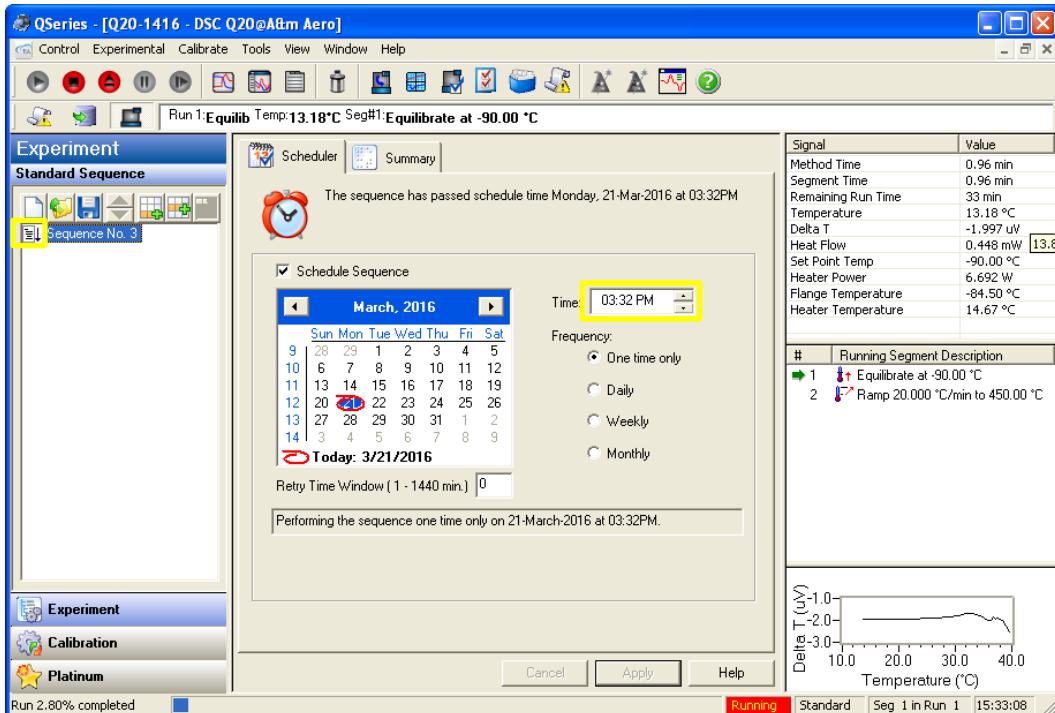 QSeries - [Q20-1416 - DSC Q20@A&m Aero]
Control Experimental Calibrate Tools View Window Help
Run 1:Equilib Temp:13.18°C Seg#1:Equilibrate at -90.00 °C
Experiment
Standard Sequence
Sequence No. 3
Experiment
Calibration
Platinum
Scheduler
Summary
The sequence has passed schedule time Monday, 21-Mar-2016 at 03:32PM
Schedule Sequence
March, 2016
Sun Mon Tue Wed Thu Fri Sat
9 28 29 1 2 3 4 5
10 6 7 8 9 10 11 12
11 13 14 15 16 17 18 19
12 20 21 22 23 24 25 26
13 27 28 29 30 31 1 2
14 3 4 5 6 7 8 9
Today: 3/21/2016
Time: 03:32 PM
Frequency:
One time only
Daily
Weekly
Monthly
Retry Time Window ( 1 - 1440 min.) 0
Performing the sequence one time only on 21-March-2016 at 03:32PM.
Cancel Apply Help
Signal Value
Method Time 0.96 min
Segment Time 0.96 min
Remaining Run Time 33 min
Temperature 13.18 °C
Delta T -1.997 uV
Heat Flow 0.448 mW 13.8
Set Point Temp -90.00 °C
Heater Power 6.692 W
Flange Temperature -84.50 °C
Heater Temperature 14.67 °C
# Running Segment Description
1 Equilibrate at -90.00 °C
2 Ramp 20.000 °C/min to 450.00 °C
Delta T (uV)
-1.0
-2.0
-3.0
10.0 20.0 30.0 40.0
Temperature (°C)
Run 2.80% completed
Running Standard Seg 1 in Run 1 15:33:08